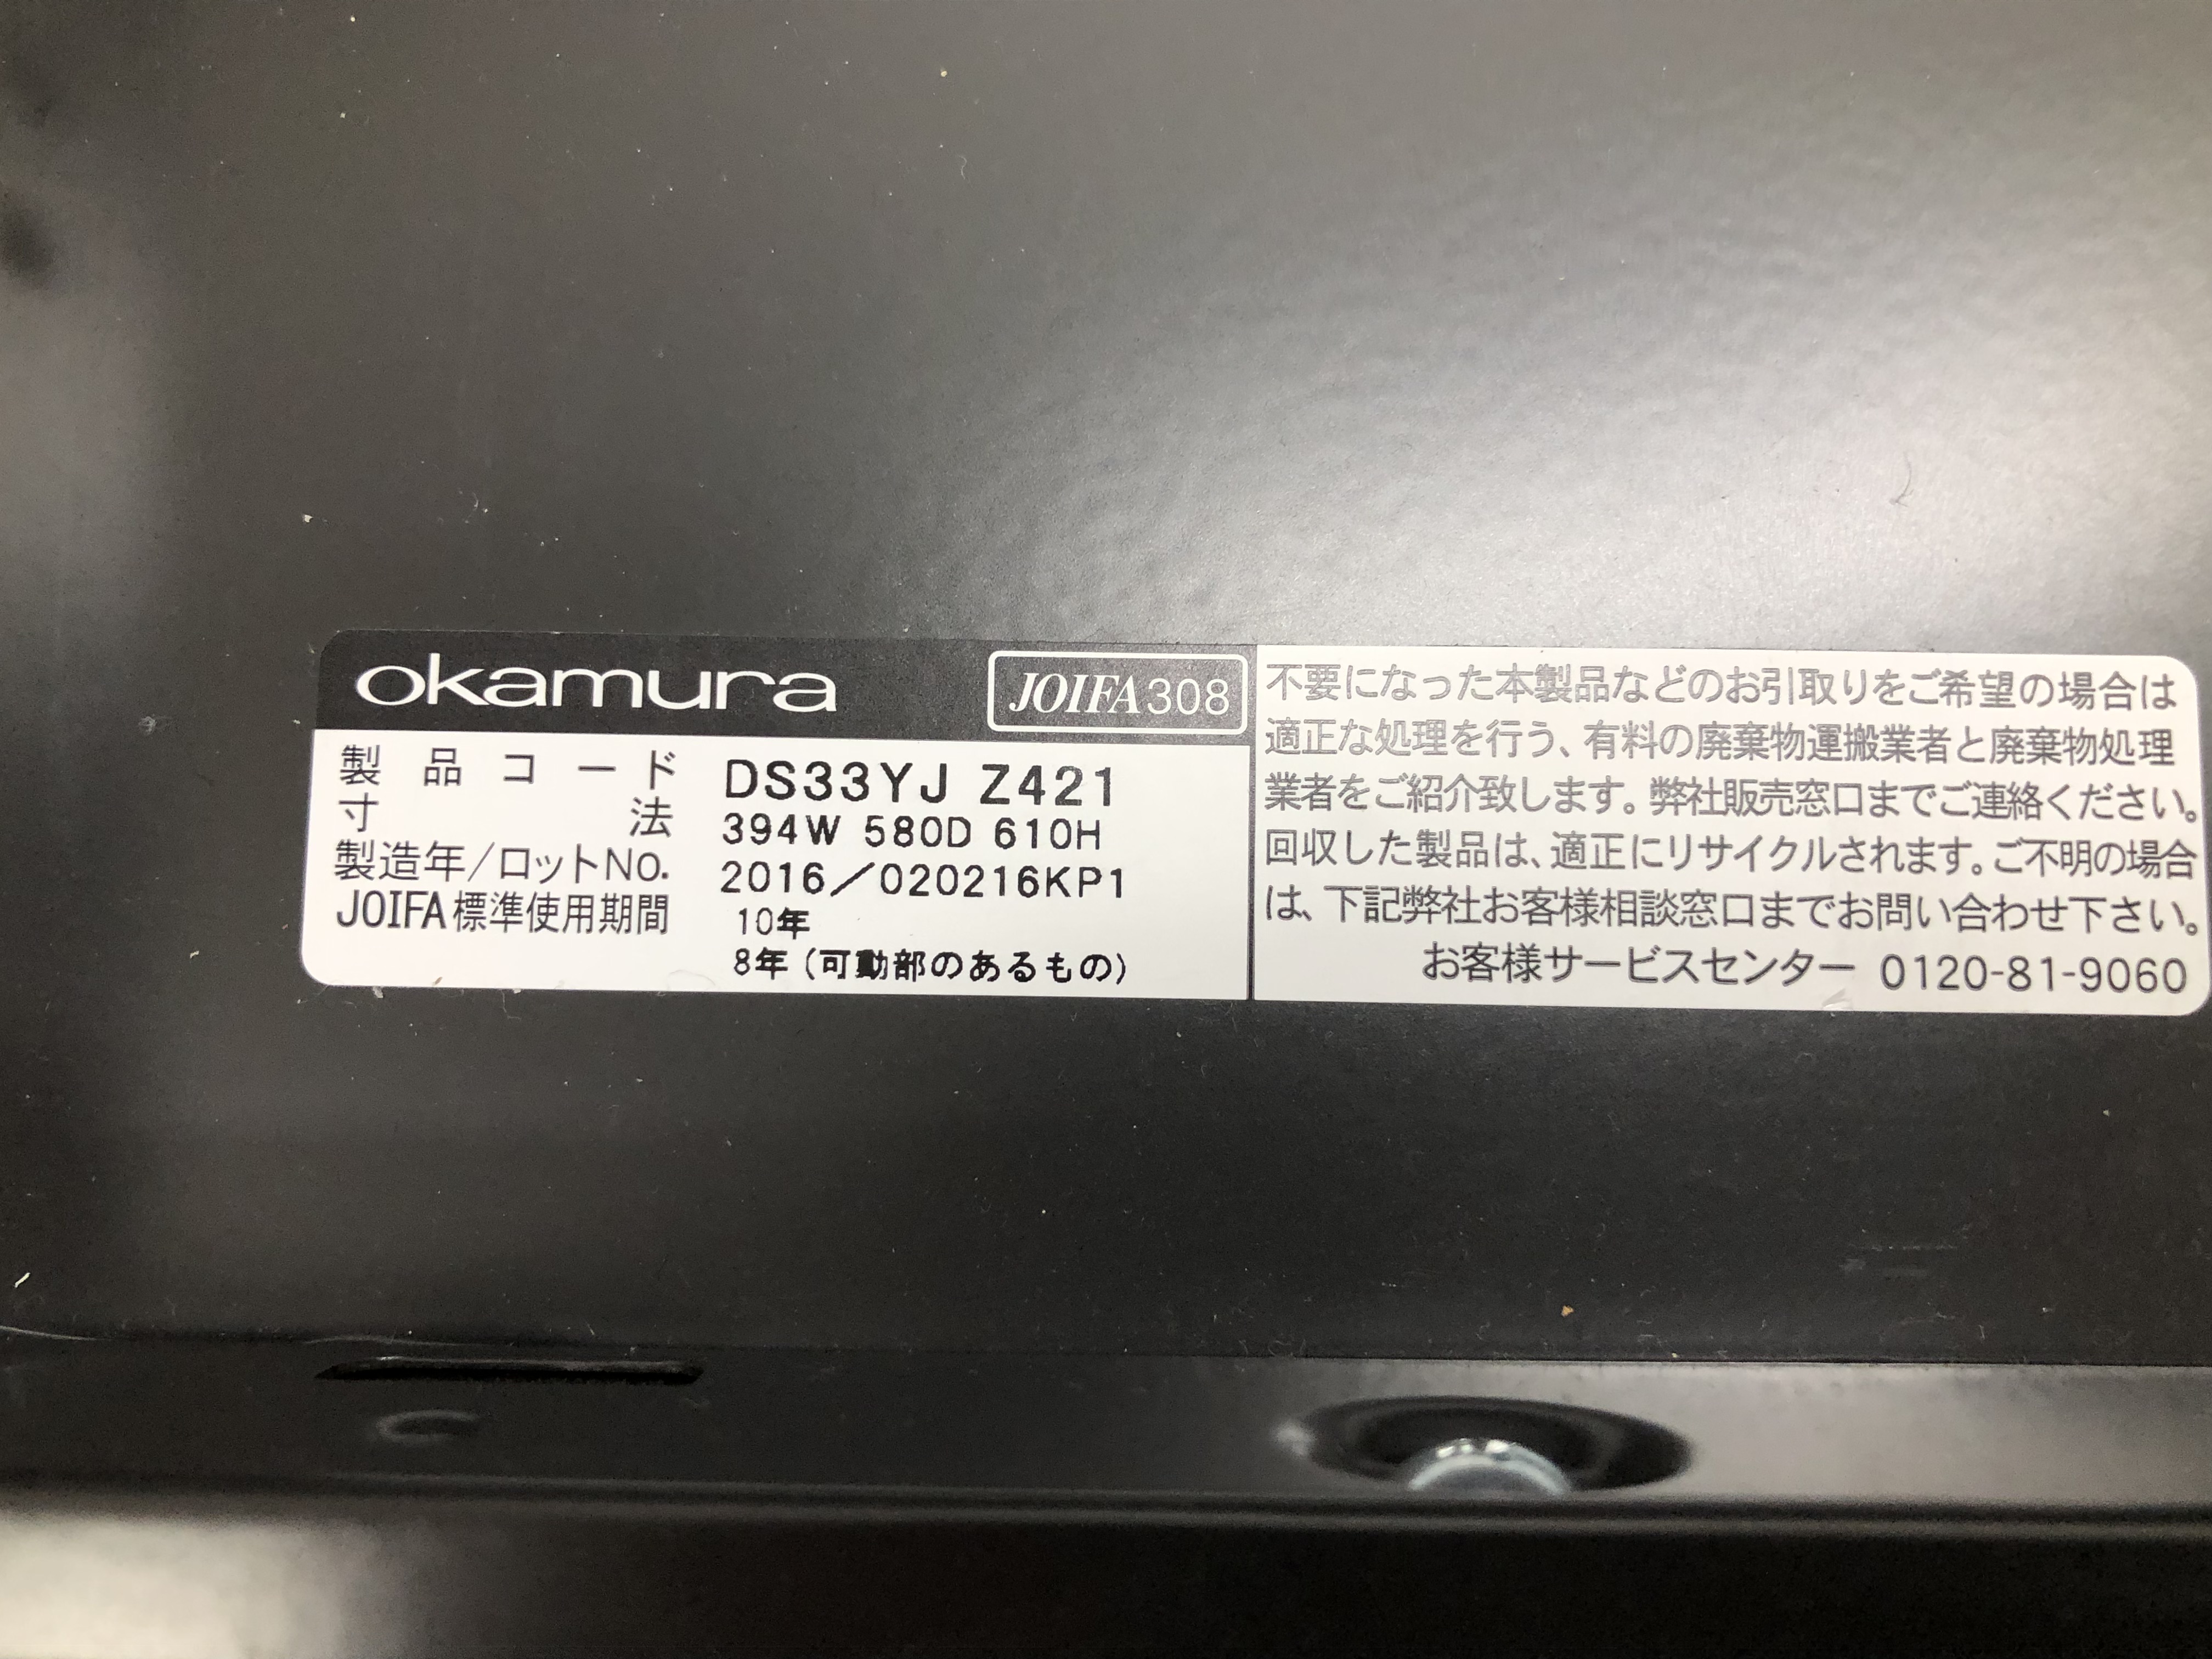 okamura JOIFA308
製品コード DS33YJ Z421
寸法 394W 580D 610H
製造年/ロットNo. 2016／020216KP1
JOIFA標準使用期間 10年
8年(可動部のあるもの)
不要になった本製品などのお引取りをご希望の場合は
適正な処理を行う、有料の廃棄物運搬業者と廃棄物処理
業者をご紹介致します。弊社販売窓口までご連絡ください。
回収した製品は、適正にリサイクルされます。ご不明の場合
は、下記弊社お客様相談窓口までお問い合わせ下さい。
お客様サービスセンター 0120-81-9060